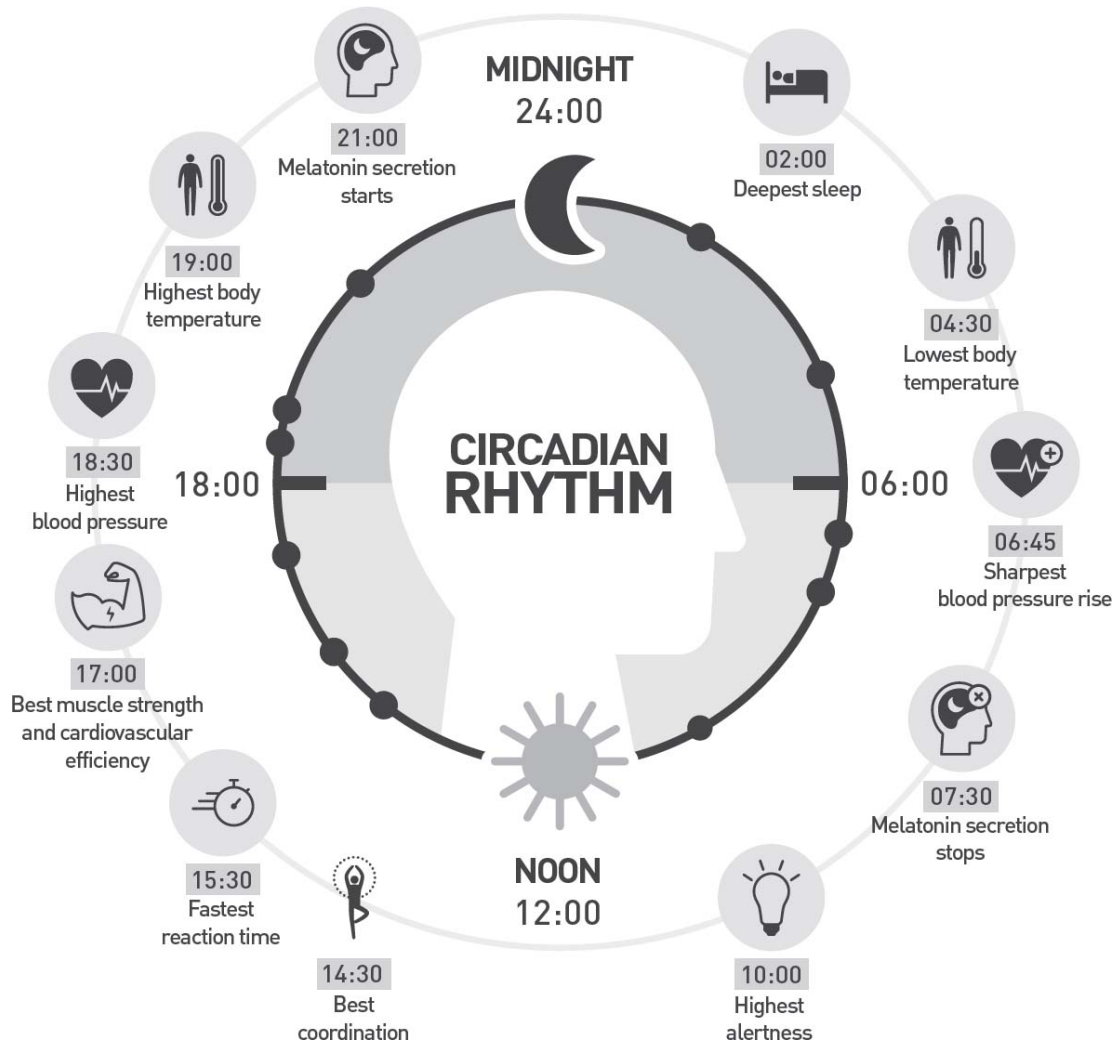 MIDNIGHT
24:00
02:00
Deepest sleep
04:30
Lowest body
temperature
06:00
06:45
Sharpest
blood pressure rise
07:30
Melatonin secretion
stops
10:00
Highest
alertness
NOON
12:00
14:30
Best
coordination
15:30
Fastest
reaction time
17:00
Best muscle strength
and cardiovascular
efficiency
18:00
18:30
Highest
blood pressure
19:00
Highest body
temperature
21:00
Melatonin secretion
starts
CIRCADIAN
RHYTHM